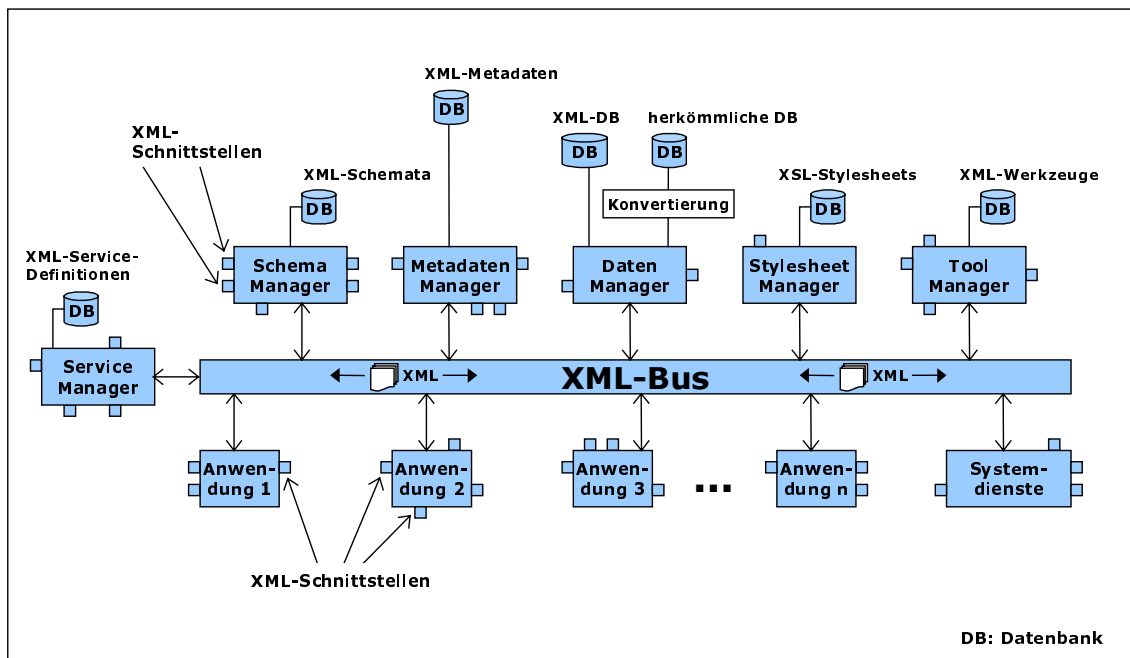 XML-Metadaten
DB
XML-DB
herkömmliche DB
DB
DB
XML-
Schnittstellen
XML-Schemata
DB
XSL-Stylesheets
DB
XML-Werkzeuge
DB
Konvertierung
XML-Service-
Definitionen
DB
Schema
Manager
Metadaten
Manager
Daten
Manager
Stylesheet
Manager
Tool
Manager
Service
Manager
XML
XML-Bus
XML
Anwen-
dung 1
Anwen-
dung 2
Anwen-
dung 3
...
Anwen-
dung n
System-
dienste
XML-Schnittstellen
DB: Datenbank